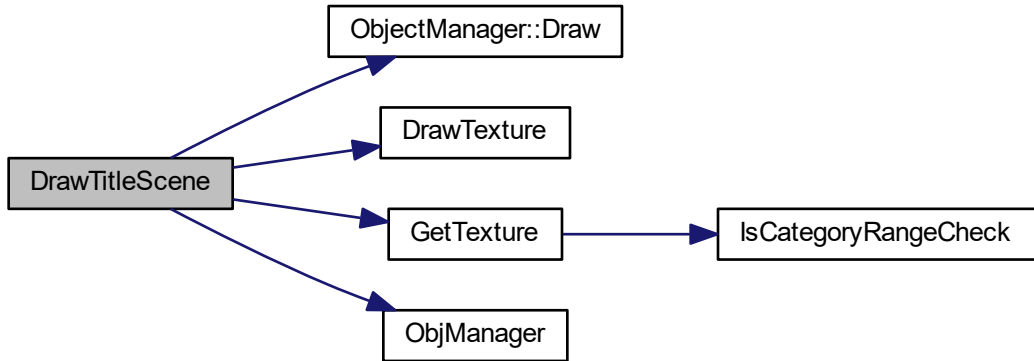 ObjectManager::Draw
DrawTexture
DrawTitleScene
GetTexture
IsCategoryRangeCheck
ObjManager